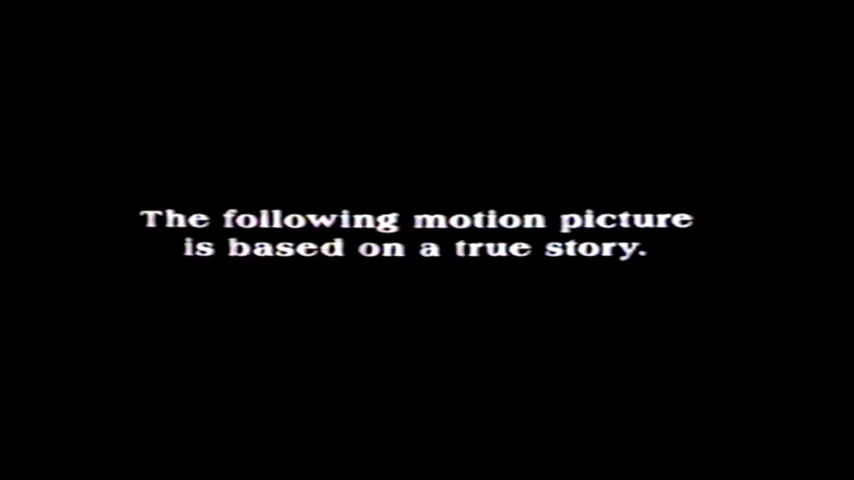 The following motion picture
is based on a true story.